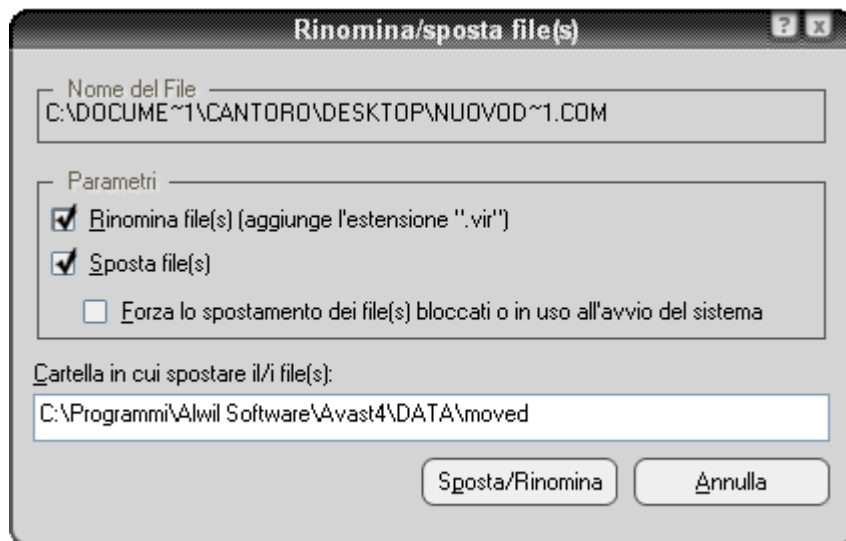 Rinomina/sposta file(s)
Nome del File
C:\DOCUME~1\CANTORO\DESKTOP\NUOVOD~1.COM
Parametri
Rinomina file(s) (aggiunge l'estensione ".vir")
Sposta file(s)
Forza lo spostamento dei file(s) bloccati o in uso all'avvio del sistema
Cartella in cui spostare il/i file(s):
C:\Programmi\Alwil Software\Avast4\DATA\moved
Sposta/Rinomina
Annulla